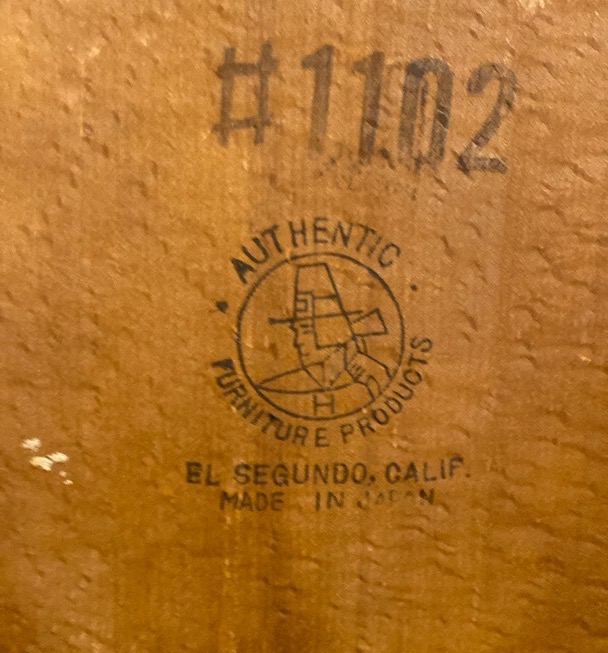 #1102
AUTHENTIC
FURNITURE PRODUCTS
H
EL SEGUNDO, CALIF.
MADE IN JAPAN